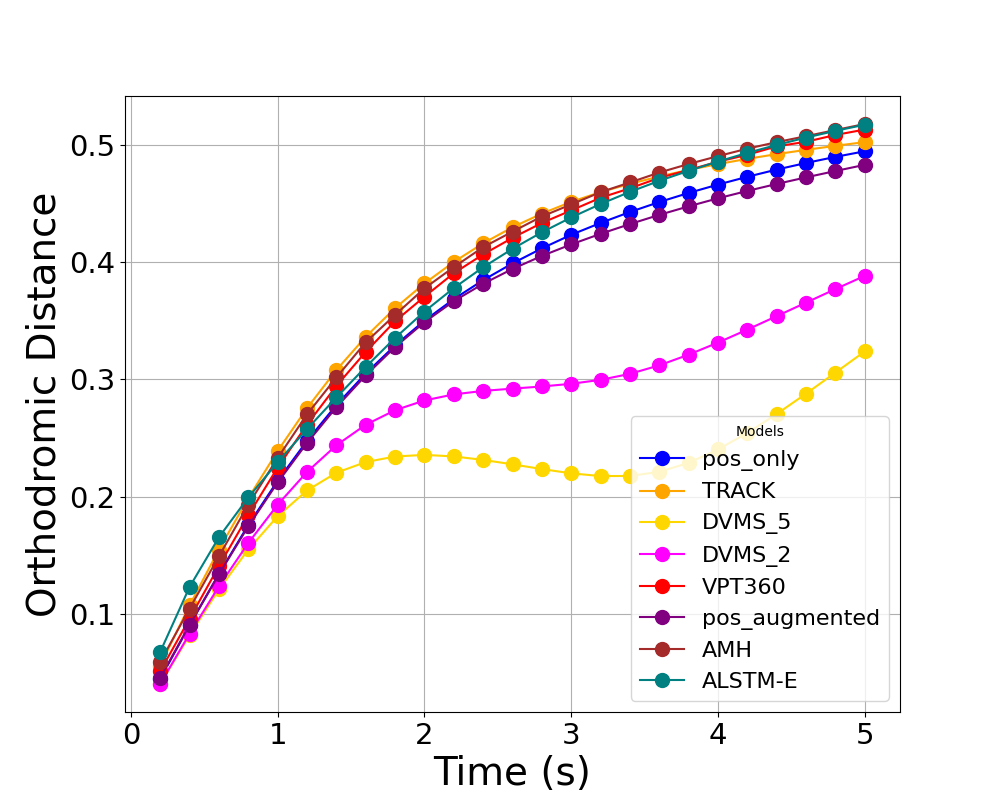 Orthodromic Distance
0.5
0.4
0.3
0.2
0.1
0
1
2
3
4
5
Time (s)
Models
pos_only
TRACK
DVMS_5
DVMS_2
VPT360
pos_augmented
AMH
ALSTM-E